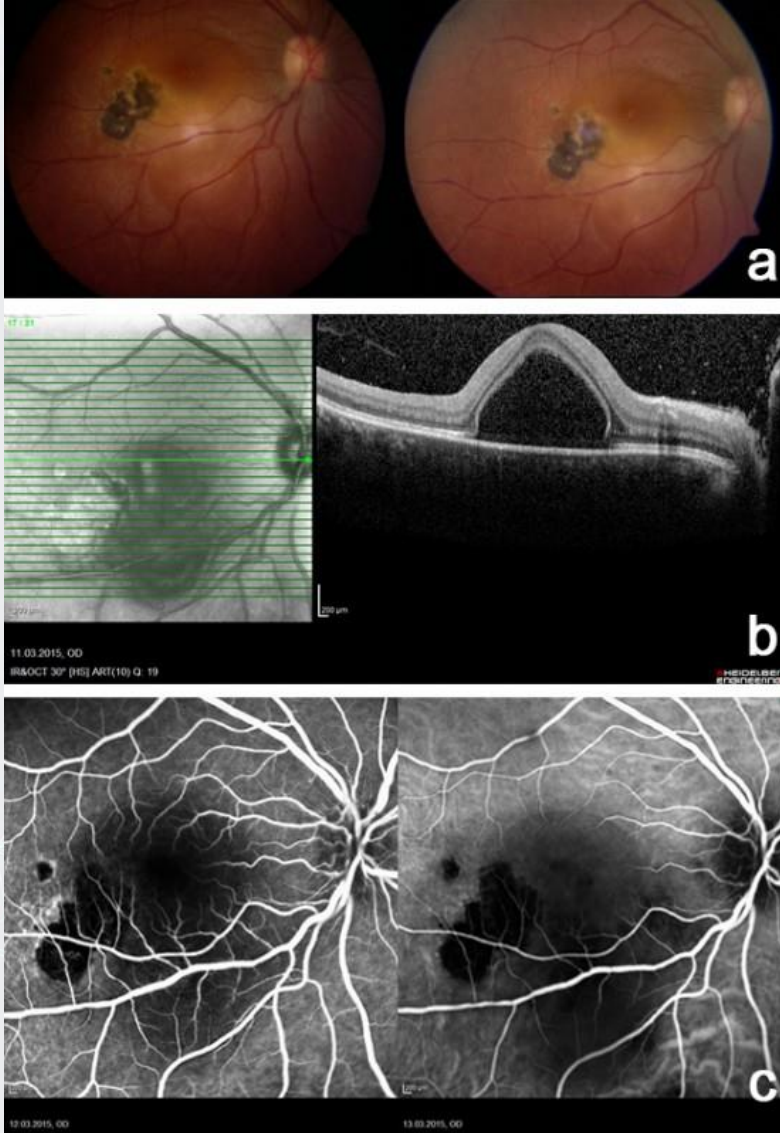 a
17 / 31
200 µm
200 µm
b
11.03.2015, OD
IR&OCT 30° [HS] ART(10) Q: 19
HEIDELBERG
ENGINEERING
c
12.03.2015, OD
13.03.2015, OD